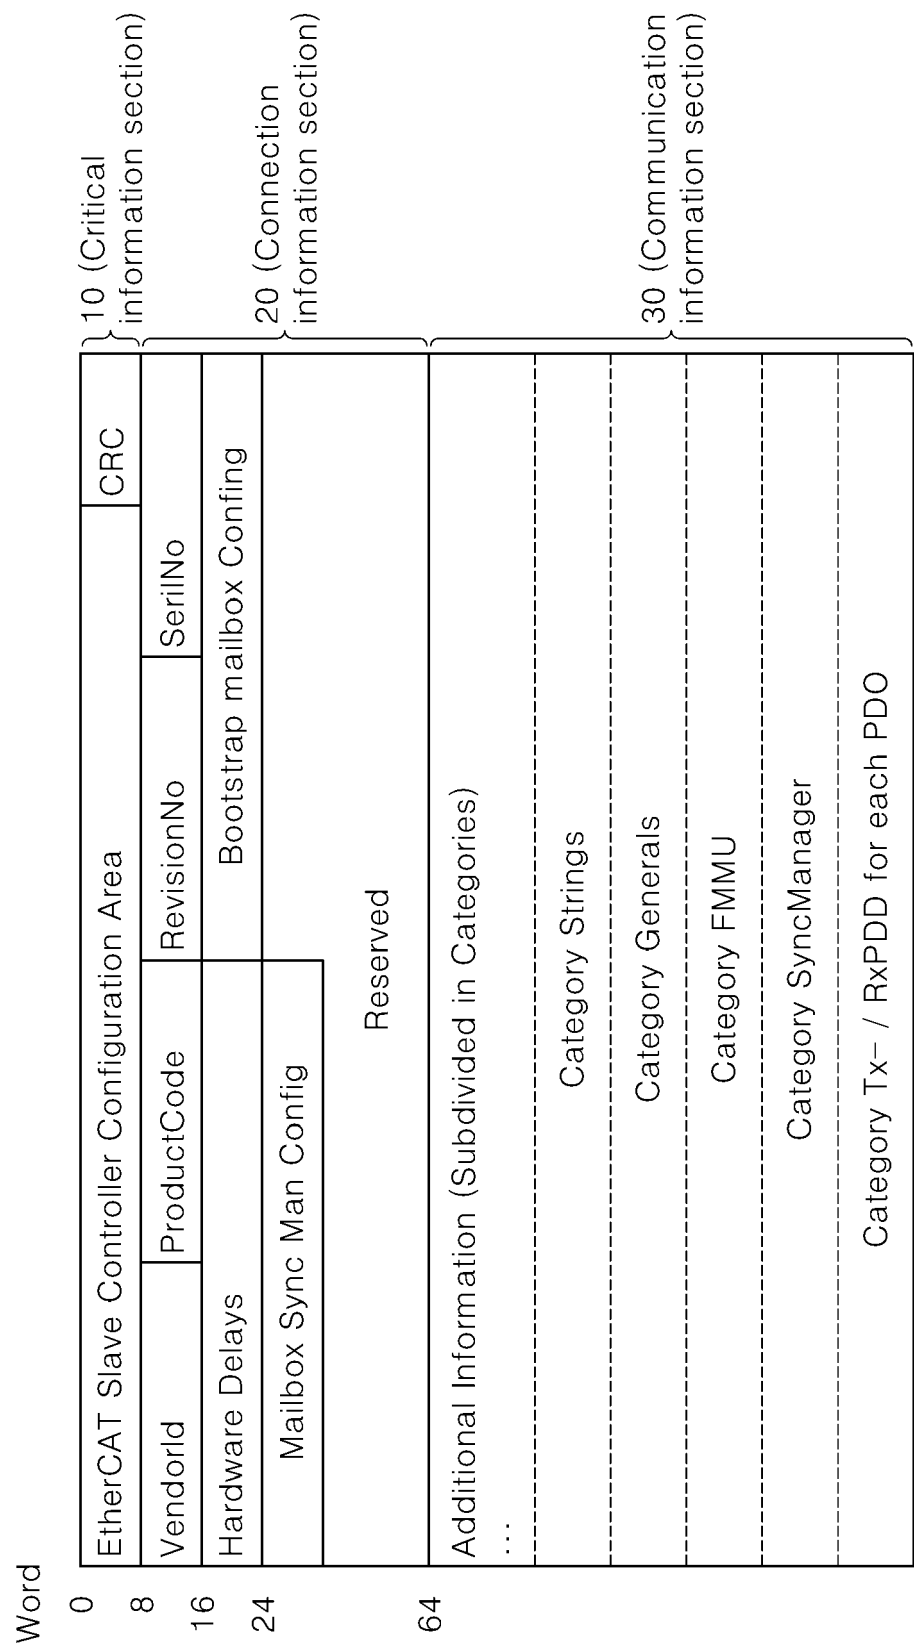 Word
0
EtherCAT Slave Controller Configuration Area
CRC
10 (Critical
information section)
8
VendorId
ProductCode
RevisionNo
SerilNo
16
Hardware Delays
Bootstrap mailbox Confing
20 (Connection
information section)
24
Mailbox Sync Man Config
Reserved
64
Additional Information (Subdivided in Categories)
...
Category Strings
Category Generals
Category FMMU
Category SyncManager
Category Tx- / RxPDD for each PDO
30 (Communication
information section)